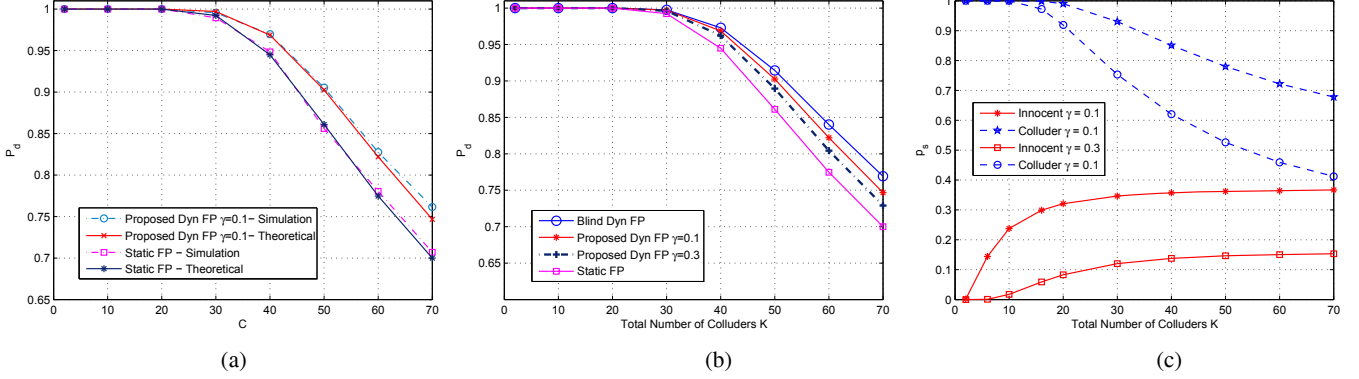 1
0.95
0.9
0.85
0.8
0.75
0.7
0.65
P_d
0 10 20 30 40 50 60 70
C
Proposed Dyn FP γ=0.1− Simulation
Proposed Dyn FP γ=0.1− Theoretical
Static FP − Simulation
Static FP − Theoretical
(a)
1
0.95
0.9
0.85
0.8
0.75
0.7
0.65
P_d
0 10 20 30 40 50 60 70
Total Number of Colluders K
Blind Dyn FP
Proposed Dyn FP γ=0.1
Proposed Dyn FP γ=0.3
Static FP
(b)
1
0.9
0.8
0.7
0.6
0.5
0.4
0.3
0.2
0.1
0
p_s
0 10 20 30 40 50 60 70
Total Number of Colluders K
Innocent γ = 0.1
Colluder γ = 0.1
Innocent γ = 0.3
Colluder γ = 0.1
(c)